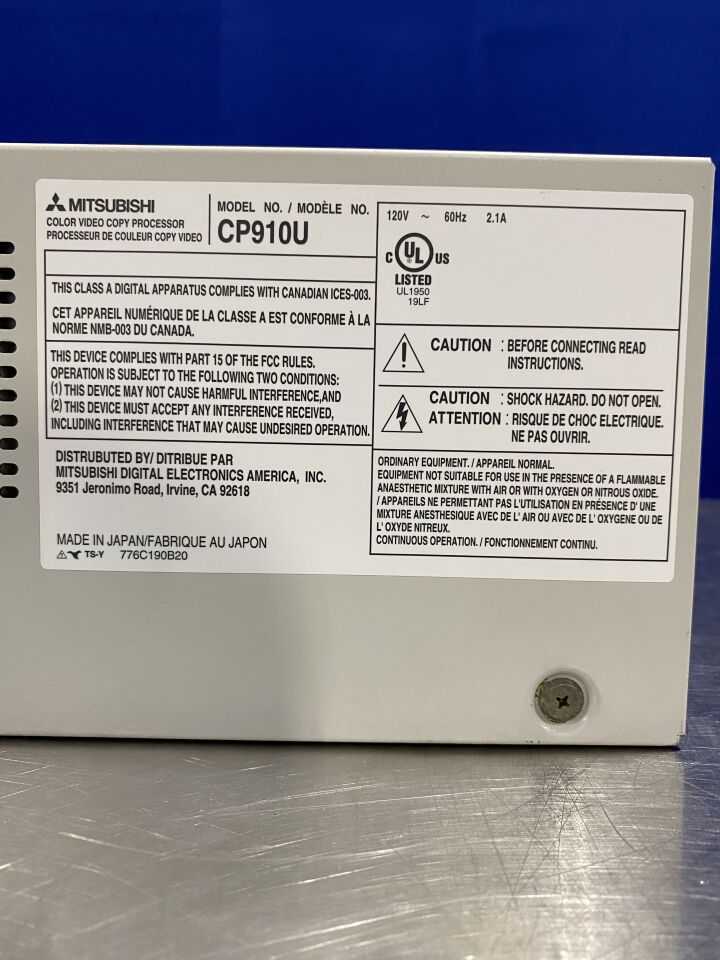 MITSUBISHI
COLOR VIDEO COPY PROCESSOR
PROCESSEUR DE COULEUR COPY VIDEO
MODEL NO. / MODÈLE NO.
CP910U
120V ~ 60Hz 2.1A
C UL US
LISTED
UL1950
19LF
THIS CLASS A DIGITAL APPARATUS COMPLIES WITH CANADIAN ICES-003.
CET APPAREIL NUMÉRIQUE DE LA CLASSE A EST CONFORME À LA
NORME NMB-003 DU CANADA.
THIS DEVICE COMPLIES WITH PART 15 OF THE FCC RULES.
OPERATION IS SUBJECT TO THE FOLLOWING TWO CONDITIONS:
(1) THIS DEVICE MAY NOT CAUSE HARMFUL INTERFERENCE,AND
(2) THIS DEVICE MUST ACCEPT ANY INTERFERENCE RECEIVED,
INCLUDING INTERFERENCE THAT MAY CAUSE UNDESIRED OPERATION.
CAUTION : BEFORE CONNECTING READ
INSTRUCTIONS.
CAUTION : SHOCK HAZARD. DO NOT OPEN.
ATTENTION : RISQUE DE CHOC ELECTRIQUE.
NE PAS OUVRIR.
DISTRUBUTED BY/ DITRIBUE PAR
MITSUBISHI DIGITAL ELECTRONICS AMERICA, INC.
9351 Jeronimo Road, Irvine, CA 92618
MADE IN JAPAN/FABRIQUE AU JAPON
TS-Y 776C190B20
ORDINARY EQUIPMENT. / APPAREIL NORMAL.
EQUIPMENT NOT SUITABLE FOR USE IN THE PRESENCE OF A FLAMMABLE
ANAESTHETIC MIXTURE WITH AIR OR WITH OXYGEN OR NITROUS OXIDE.
/ APPAREILS NE PERMETTANT PAS L'UTILISATION EN PRÉSENCE D' UNE
MIXTURE ANESTHESIQUE AVEC DE L' AIR OU AVEC DE L' OXYGENE OU DE
L' OXYDE NITREUX.
CONTINUOUS OPERATION. / FONCTIONNEMENT CONTINU.